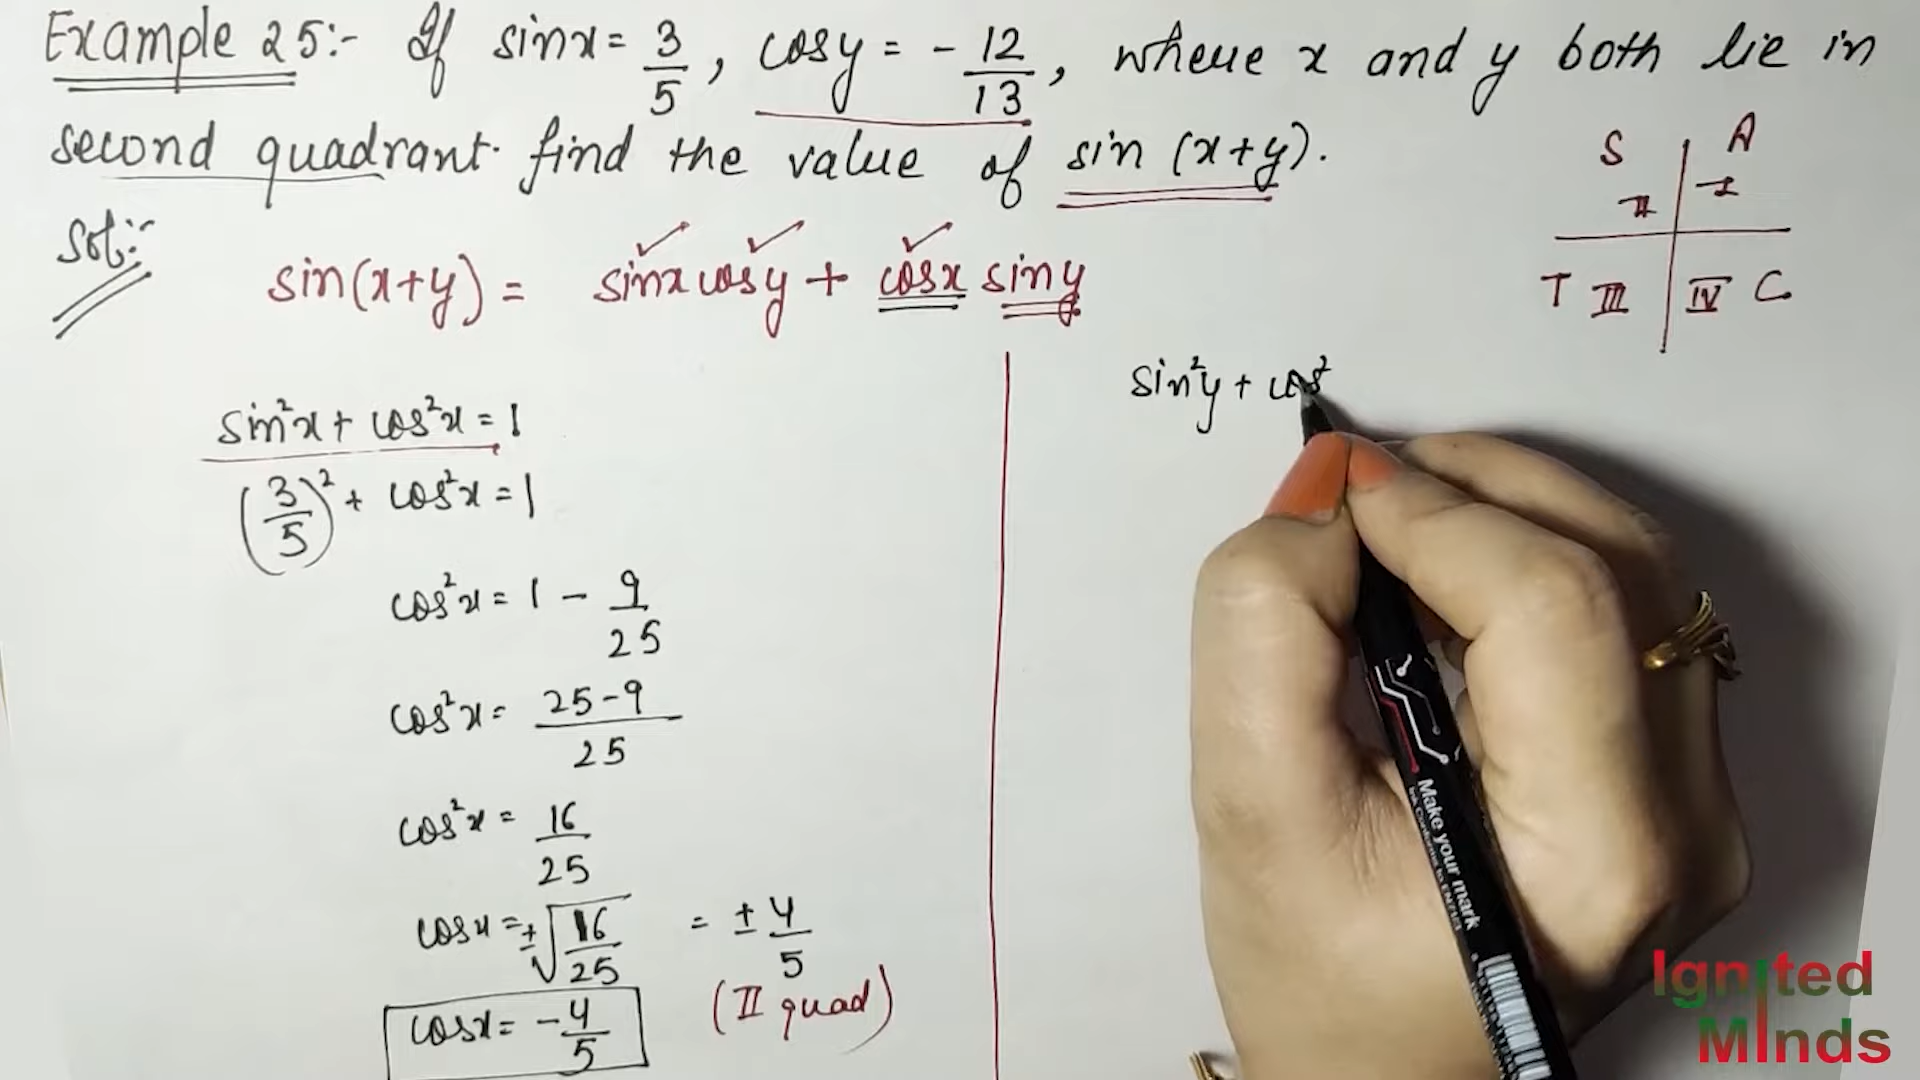 Example 25:- If sinx = 3/5, cosy = -12/13, where x and y both lie in
second quadrant. find the value of sin (x+y).
Sol:-
sin(x+y) = sinx cosy + cosx siny
S A
II I
T III IV C
sin²x + cos²x = 1
(3/5)² + cos²x = 1
cos²x = 1 - 9/25
cos²x = 25-9/25
cos²x = 16/25
cosx = ±√16/25 = ± 4/5
cosx = -4/5 (II quad)
sin²y + cos²
Make your mark
Ignited
Minds